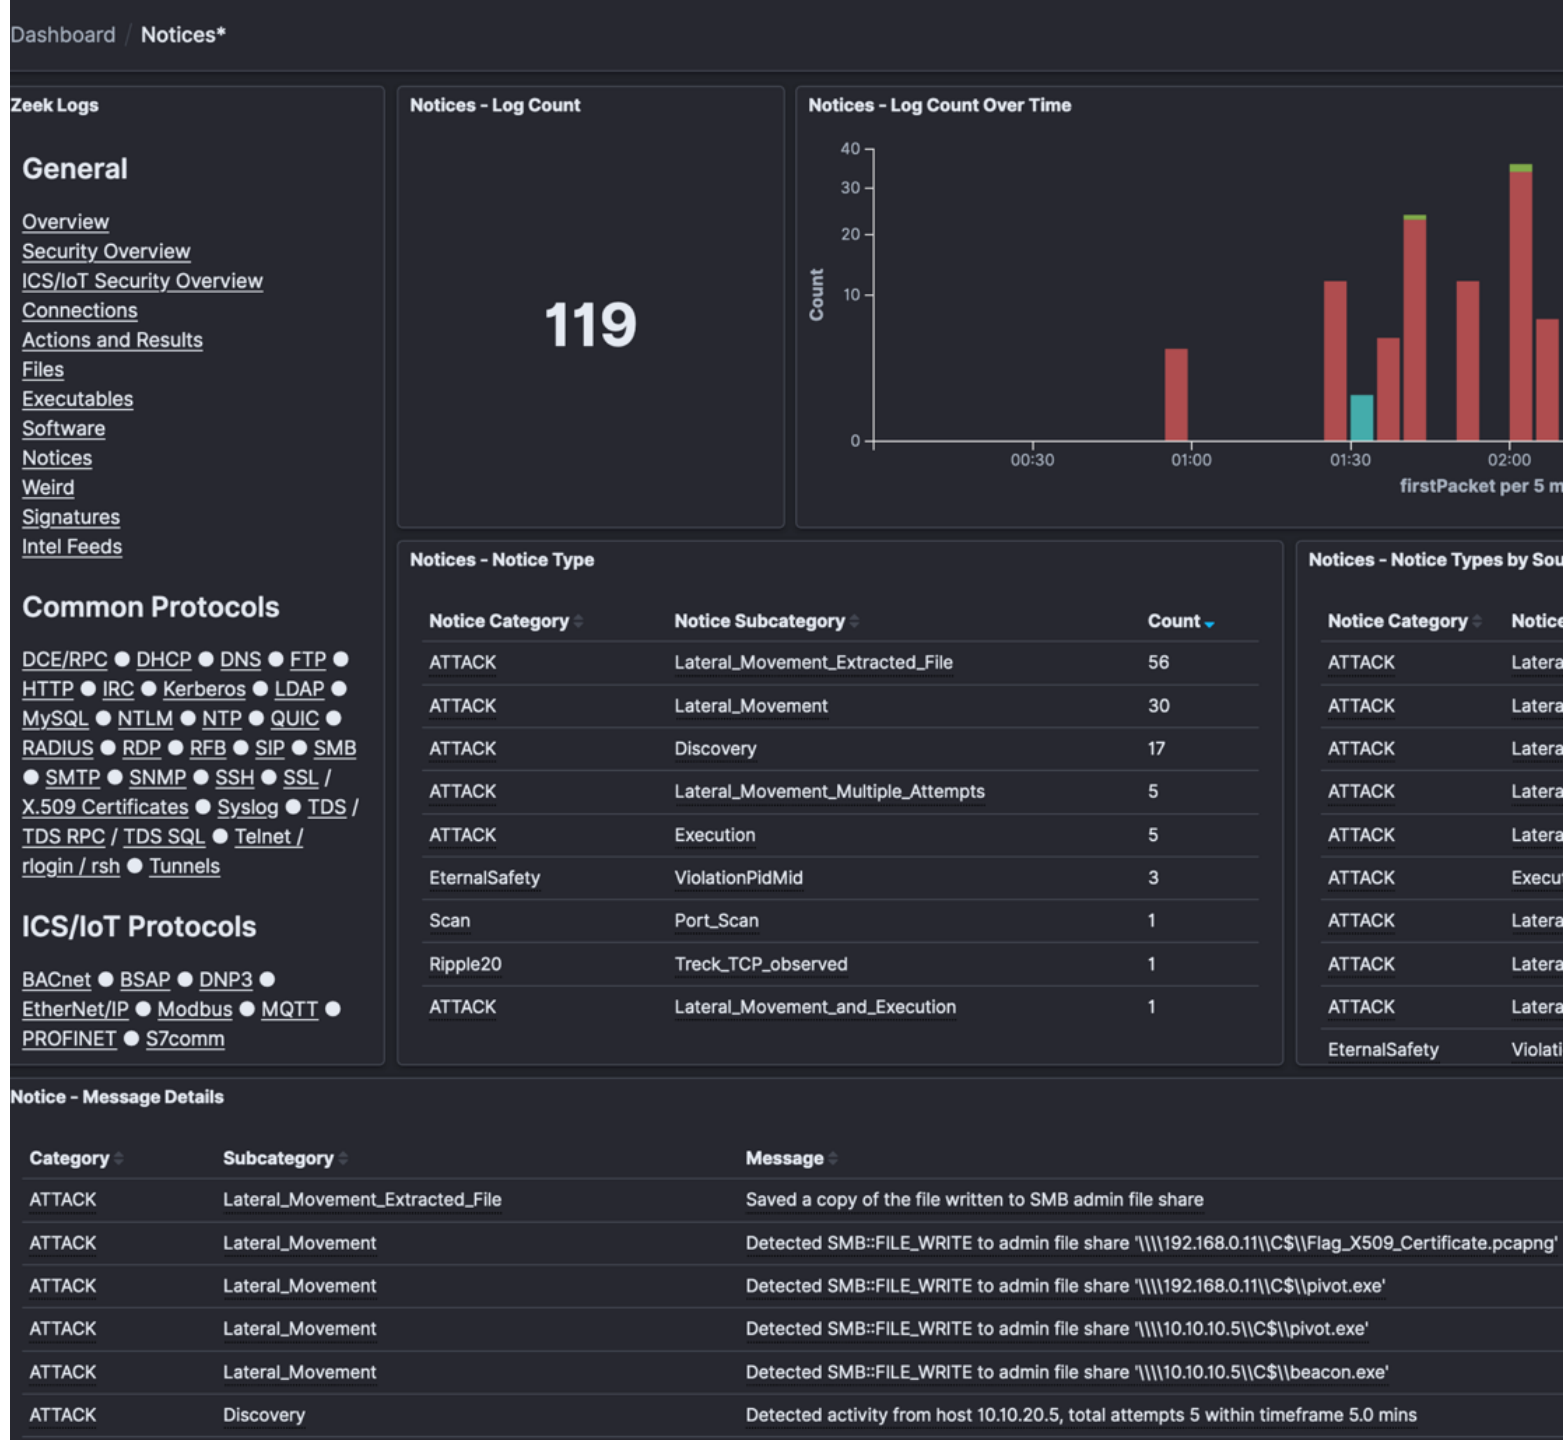 Dashboard / Notices*
Zeek Logs
General
Overview
Security Overview
ICS/IoT Security Overview
Connections
Actions and Results
Files
Executables
Software
Notices
Weird
Signatures
Intel Feeds
Common Protocols
DCE/RPC ● DHCP ● DNS ● FTP ●
HTTP ● IRC ● Kerberos ● LDAP ●
MySQL ● NTLM ● NTP ● QUIC ●
RADIUS ● RDP ● RFB ● SIP ● SMB
● SMTP ● SNMP ● SSH ● SSL /
X.509 Certificates ● Syslog ● TDS /
TDS RPC / TDS SQL ● Telnet /
rlogin / rsh ● Tunnels
ICS/IoT Protocols
BACnet ● BSAP ● DNP3 ●
EtherNet/IP ● Modbus ● MQTT ●
PROFINET ● S7comm
Notices - Log Count
119
Notices - Log Count Over Time
Count
40
30
20
10
0
00:30 01:00 01:30 02:00
firstPacket per 5 m
Notices - Notice Type
Notice Category Notice Subcategory Count
ATTACK Lateral_Movement_Extracted_File 56
ATTACK Lateral_Movement 30
ATTACK Discovery 17
ATTACK Lateral_Movement_Multiple_Attempts 5
ATTACK Execution 5
EternalSafety ViolationPidMid 3
Scan Port_Scan 1
Ripple20 Treck_TCP_observed 1
ATTACK Lateral_Movement_and_Execution 1
Notices - Notice Types by Sou
Notice Category Notice
ATTACK Latera
ATTACK Latera
ATTACK Latera
ATTACK Latera
ATTACK Latera
ATTACK Execu
ATTACK Latera
ATTACK Latera
ATTACK Latera
EternalSafety Violati
Notice - Message Details
Category Subcategory Message
ATTACK Lateral_Movement_Extracted_File Saved a copy of the file written to SMB admin file share
ATTACK Lateral_Movement Detected SMB::FILE_WRITE to admin file share '\\\\192.168.0.11\\C$\\Flag_X509_Certificate.pcapng'
ATTACK Lateral_Movement Detected SMB::FILE_WRITE to admin file share '\\\\192.168.0.11\\C$\\pivot.exe'
ATTACK Lateral_Movement Detected SMB::FILE_WRITE to admin file share '\\\\10.10.10.5\\C$\\pivot.exe'
ATTACK Lateral_Movement Detected SMB::FILE_WRITE to admin file share '\\\\10.10.10.5\\C$\\beacon.exe'
ATTACK Discovery Detected activity from host 10.10.20.5, total attempts 5 within timeframe 5.0 mins